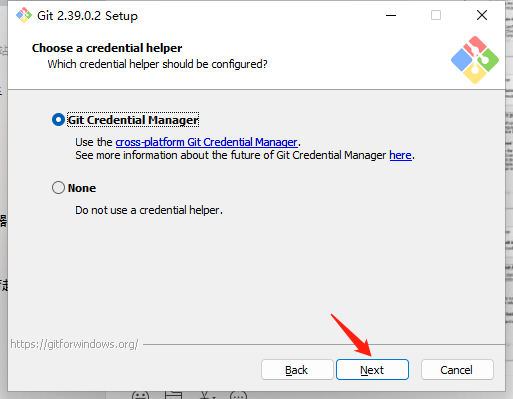 Git 2.39.0.2 Setup
Choose a credential helper
Which credential helper should be configured?
Git Credential Manager
Use the cross-platform Git Credential Manager.
See more information about the future of Git Credential Manager here.
None
Do not use a credential helper.
https://gitforwindows.org/
Back
Next
Cancel